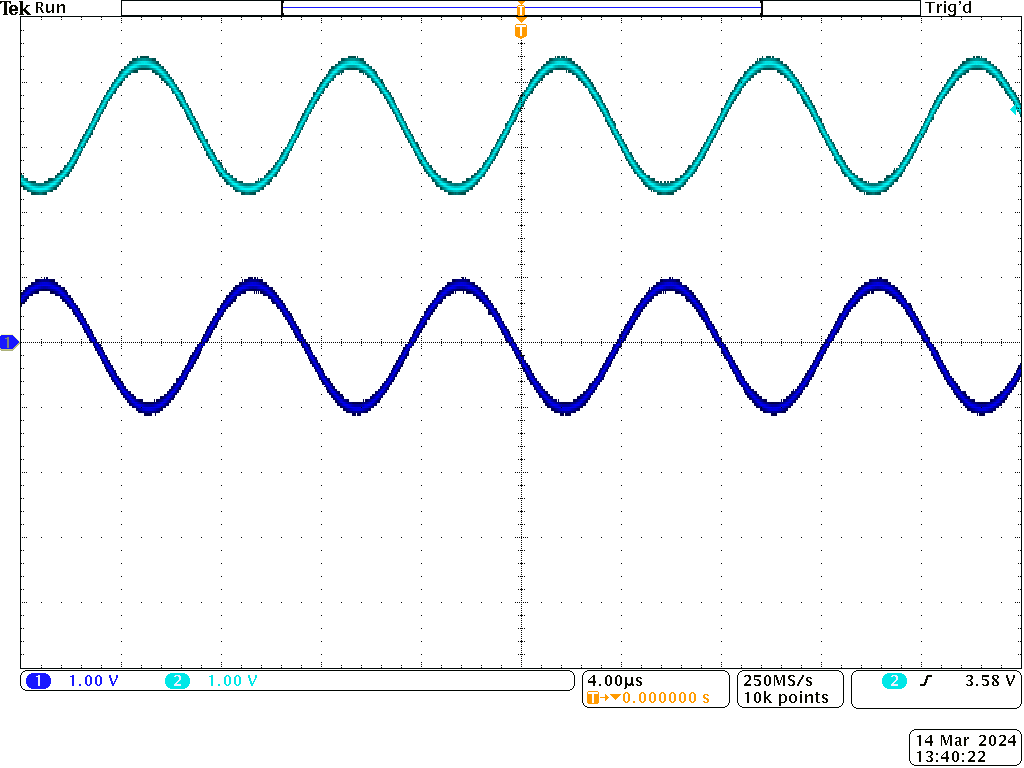 Tek Run Trig'd
T
T
1
1 1.00 V 2 1.00 V
4.00µs
T→▼0.000000 s
250MS/s
10k points
2 3.58 V
14 Mar 2024
13:40:22